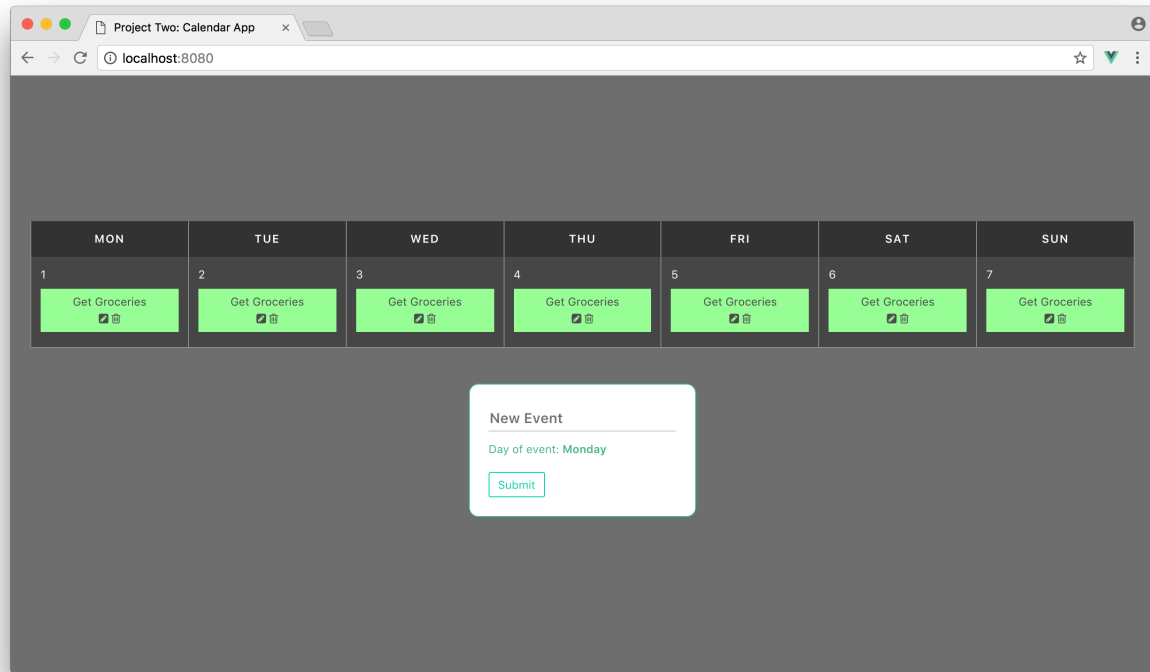 Project Two: Calendar App
localhost:8080
MON TUE WED THU FRI SAT SUN
1 2 3 4 5 6 7
Get Groceries Get Groceries Get Groceries Get Groceries Get Groceries Get Groceries Get Groceries
New Event
Day of event: Monday
Submit